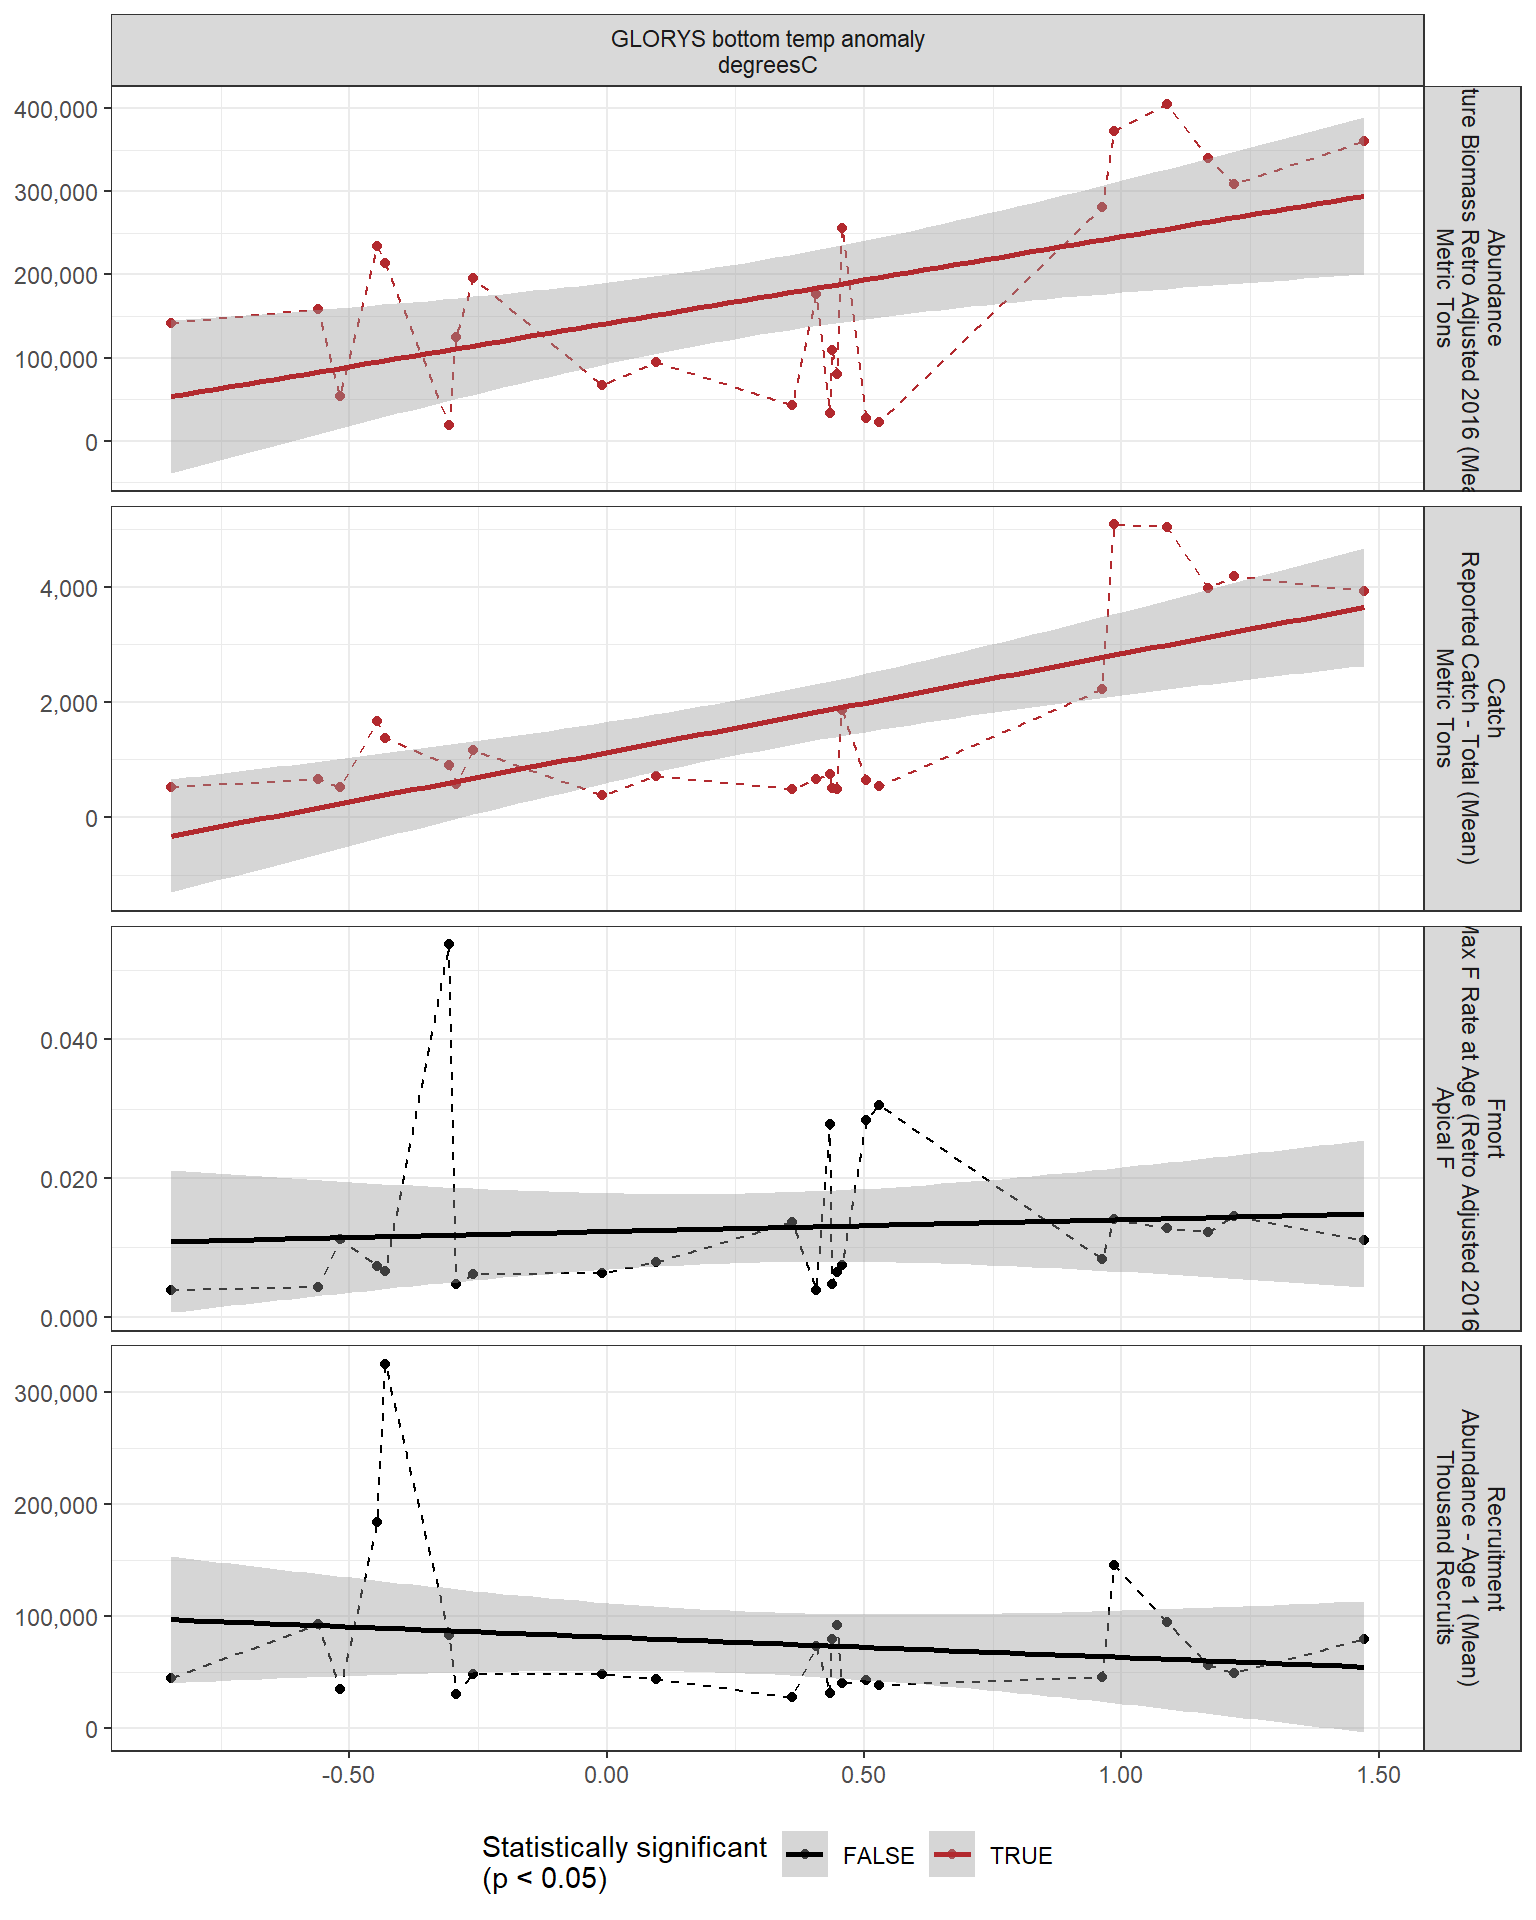 GLORYS bottom temp anomaly
degreesC
400,000
300,000
200,000
100,000
0
Abundance
ture Biomass Retro Adjusted 2016 (Mea
Metric Tons
4,000
2,000
0
Catch
Reported Catch - Total (Mean)
Metric Tons
0.040
0.020
0.000
Fmort
Max F Rate at Age (Retro Adjusted 2016
Apical F
300,000
200,000
100,000
0
Recruitment
Abundance - Age 1 (Mean)
Thousand Recruits
-0.50
0.00
0.50
1.00
1.50
Statistically significant
(p < 0.05)
FALSE
TRUE